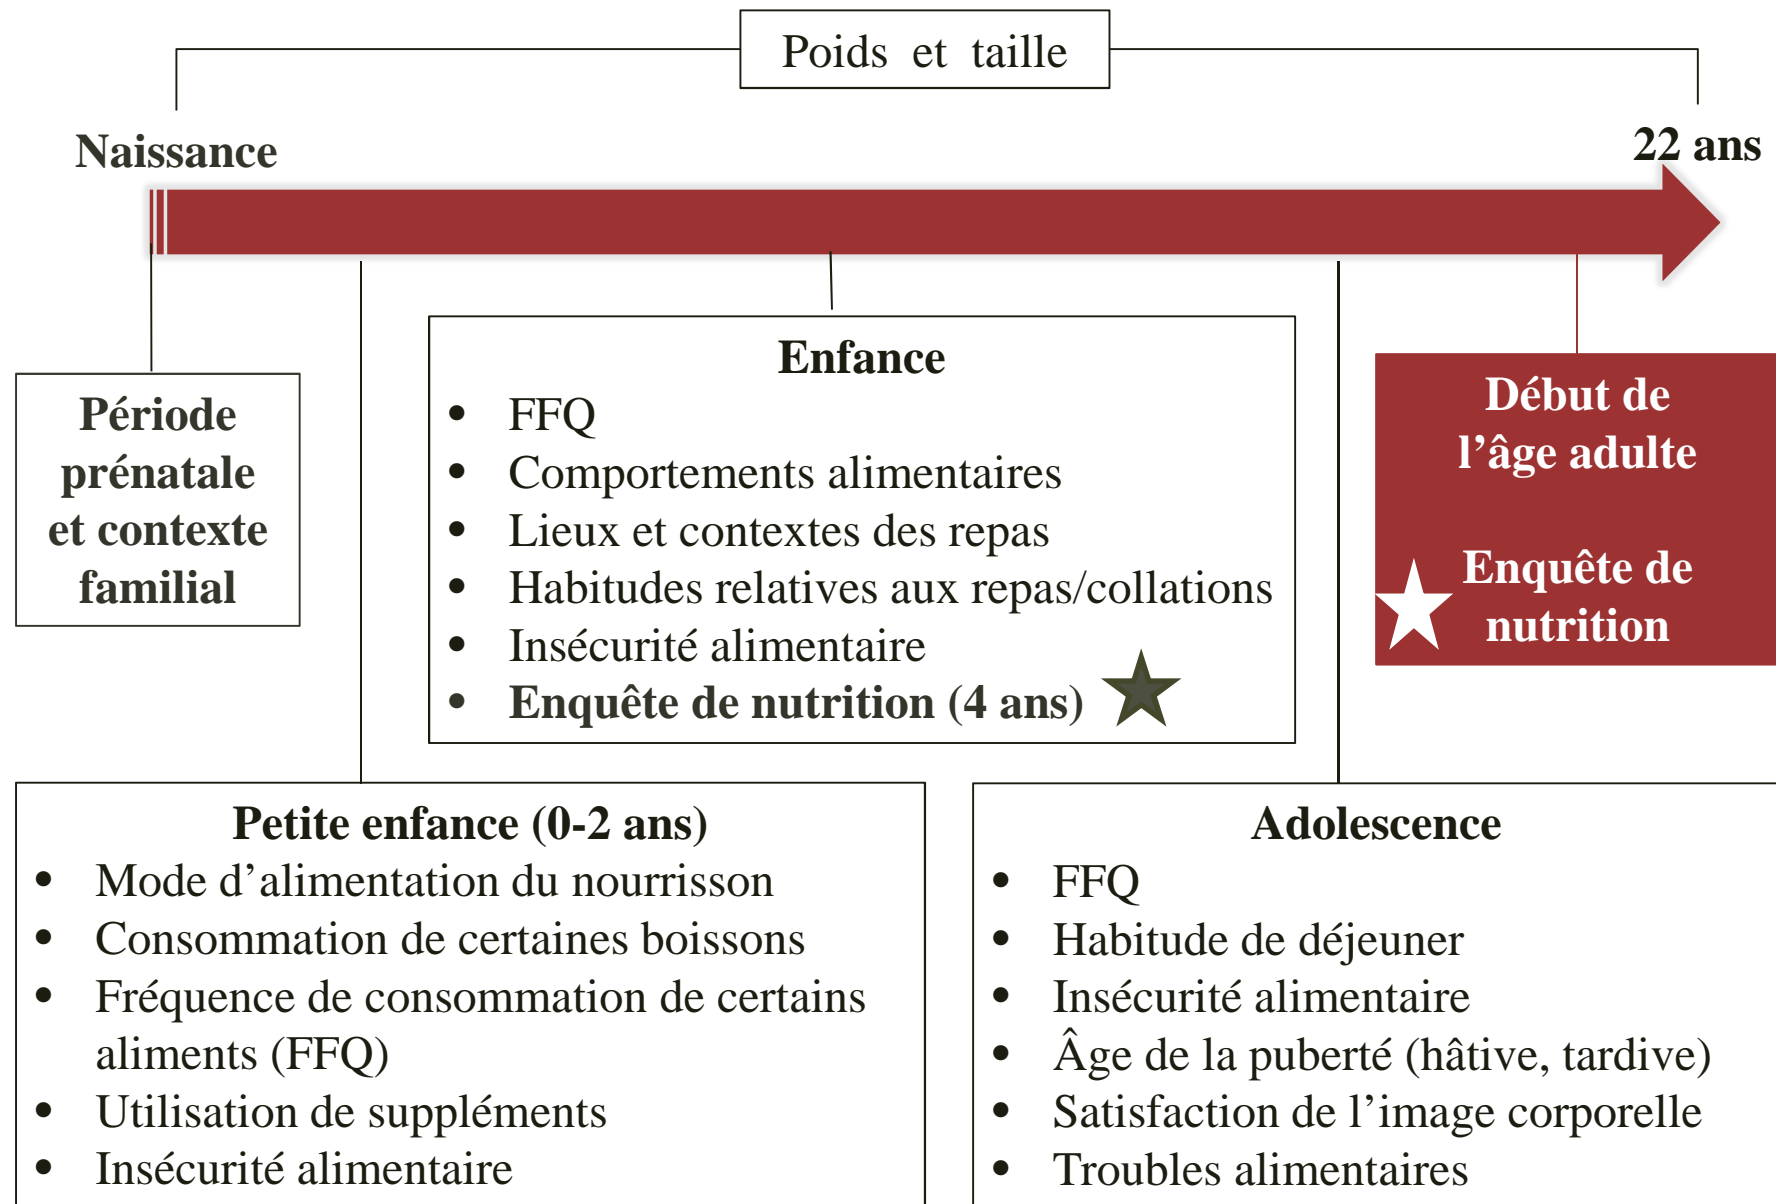 Poids et taille
Naissance
22 ans
Période
prénatale
et contexte
familial
Enfance
• FFQ
• Comportements alimentaires
• Lieux et contextes des repas
• Habitudes relatives aux repas/collations
• Insécurité alimentaire
• Enquête de nutrition (4 ans)
Début de
l’âge adulte
Enquête de
nutrition
Petite enfance (0-2 ans)
• Mode d’alimentation du nourrisson
• Consommation de certaines boissons
• Fréquence de consommation de certains
aliments (FFQ)
• Utilisation de suppléments
• Insécurité alimentaire
Adolescence
• FFQ
• Habitude de déjeuner
• Insécurité alimentaire
• Âge de la puberté (hâtive, tardive)
• Satisfaction de l’image corporelle
• Troubles alimentaires